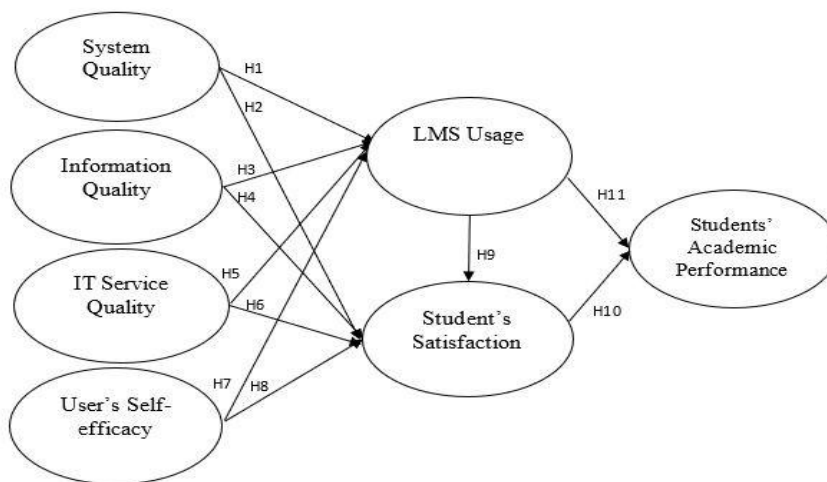 System
Quality
H1
H2
LMS Usage
Information
Quality
H3
H4
H11
Students'
Academic
Performance
IT Service
Quality
H5
H6
H9
Student's
Satisfaction
H10
User's Self-
efficacy
H7
H8